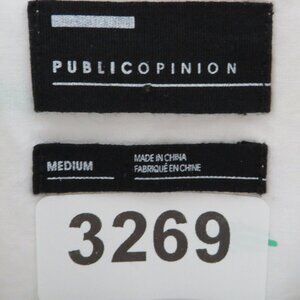 PUBLICOPINION
MEDIUM
MADE IN CHINA
FABRIQUÉ EN CHINE
3269